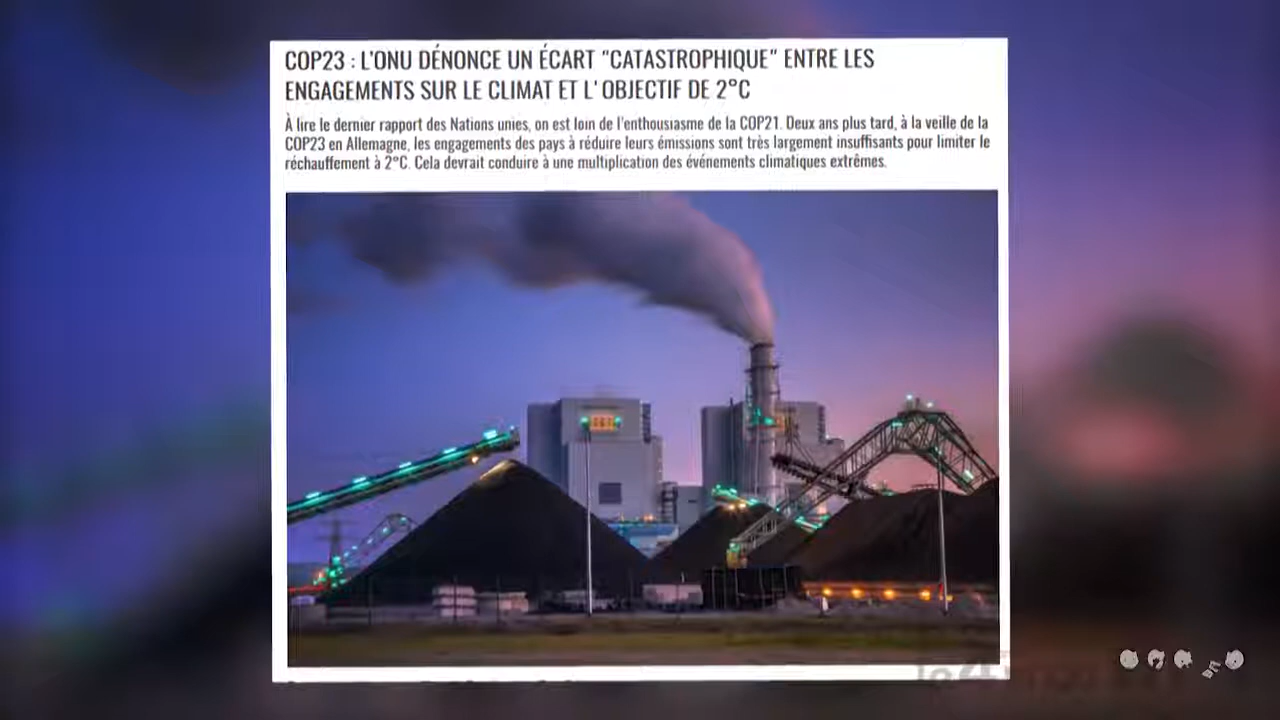 COP23 : L'ONU DÉNONCE UN ÉCART "CATASTROPHIQUE" ENTRE LES
ENGAGEMENTS SUR LE CLIMAT ET L'OBJECTIF DE 2°C
À lire le dernier rapport des Nations unies, on est loin de l'enthousiasme de la COP21. Deux ans plus tard, à la veille de la
COP23 en Allemagne, les engagements des pays à réduire leurs émissions sont très largement insuffisants pour limiter le
réchauffement à 2°C. Cela devrait conduire à une multiplication des événements climatiques extrêmes.